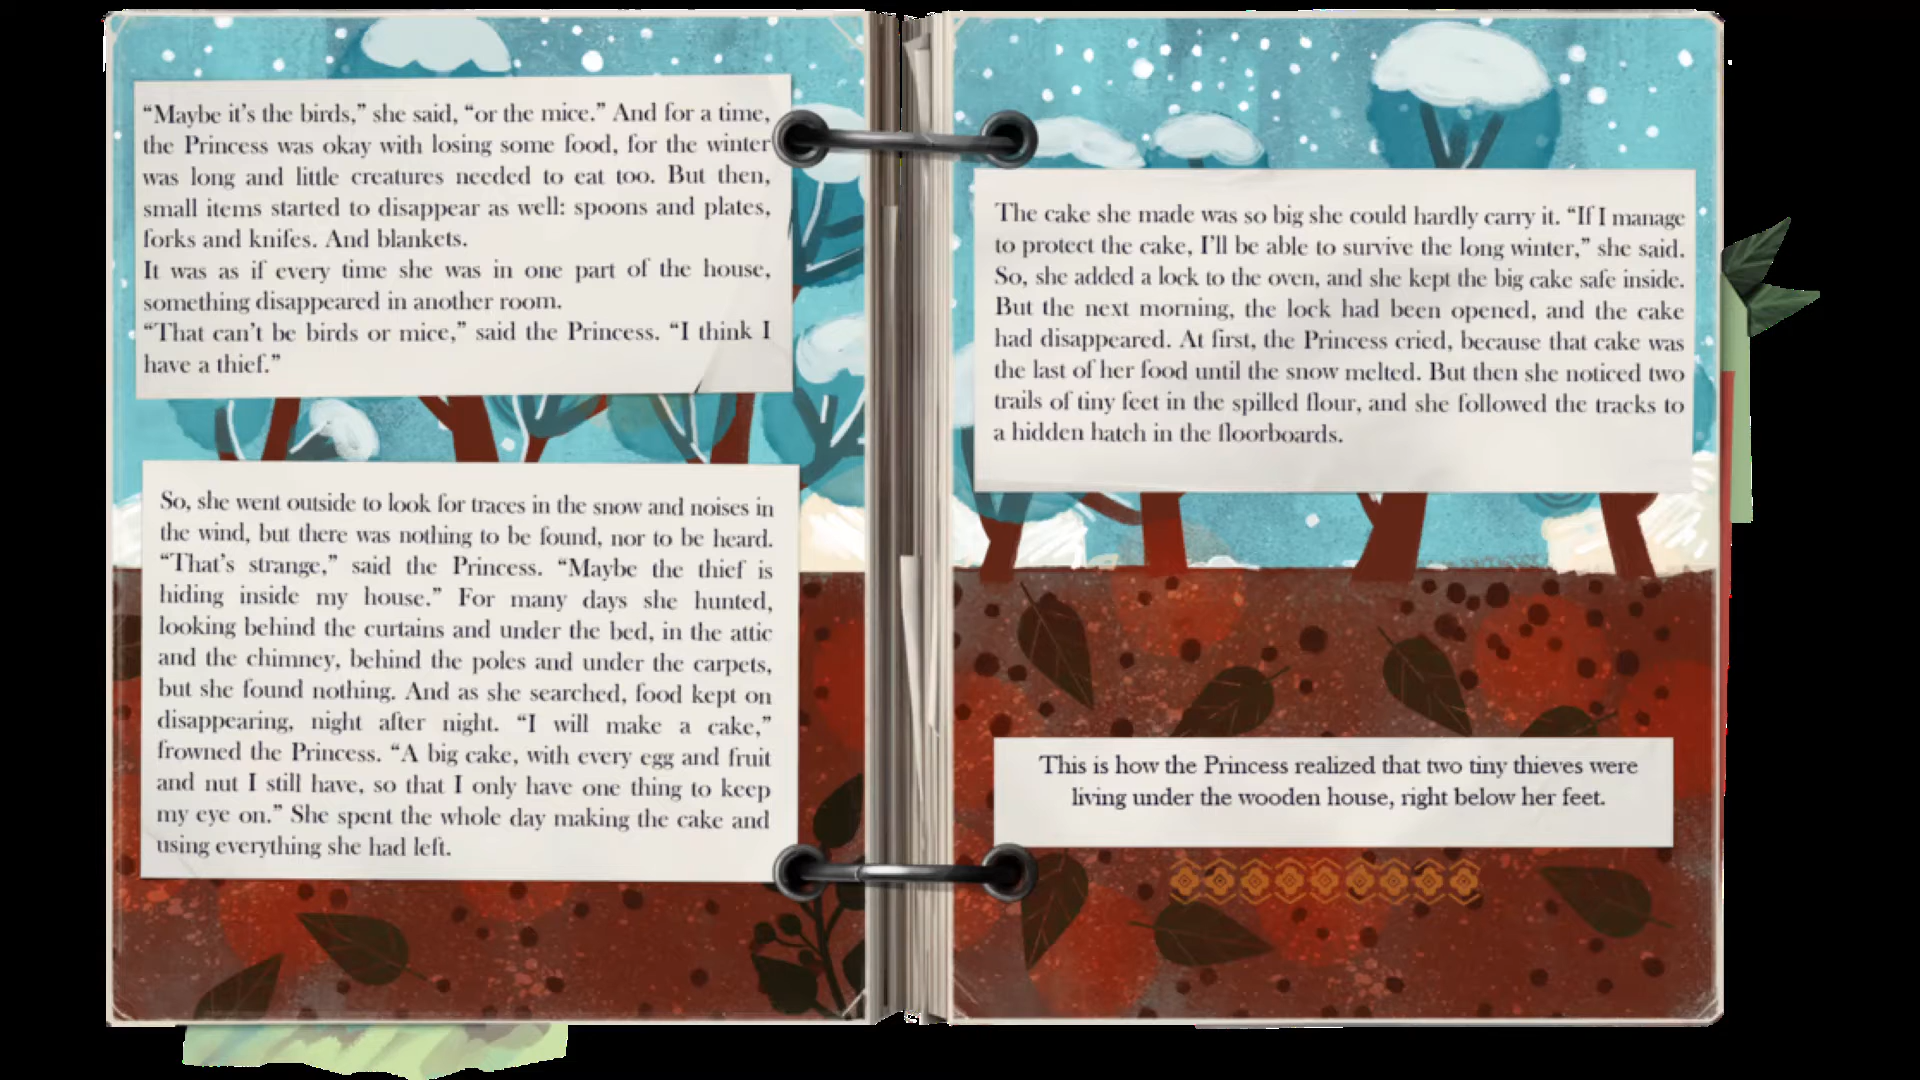 “Maybe it’s the birds,” she said, “or the mice.” And for a time,
the Princess was okay with losing some food, for the winter
was long and little creatures needed to eat too. But then,
small items started to disappear as well: spoons and plates,
forks and knifes. And blankets.
It was as if every time she was in one part of the house,
something disappeared in another room.
“That can’t be birds or mice,” said the Princess. “I think I
have a thief.”
So, she went outside to look for traces in the snow and noises in
the wind, but there was nothing to be found, nor to be heard.
“That’s strange,” said the Princess. “Maybe the thief is
hiding inside my house.” For many days she hunted,
looking behind the curtains and under the bed, in the attic
and the chimney, behind the poles and under the carpets,
but she found nothing. And as she searched, food kept on
disappearing, night after night. “I will make a cake,”
frowned the Princess. “A big cake, with every egg and fruit
and nut I still have, so that I only have one thing to keep
my eye on.” She spent the whole day making the cake and
using everything she had left.
The cake she made was so big she could hardly carry it. “If I manage
to protect the cake, I’ll be able to survive the long winter,” she said.
So, she added a lock to the oven, and she kept the big cake safe inside.
But the next morning, the lock had been opened, and the cake
had disappeared. At first, the Princess cried, because that cake was
the last of her food until the snow melted. But then she noticed two
trails of tiny feet in the spilled flour, and she followed the tracks to
a hidden hatch in the floorboards.
This is how the Princess realized that two tiny thieves were
living under the wooden house, right below her feet.